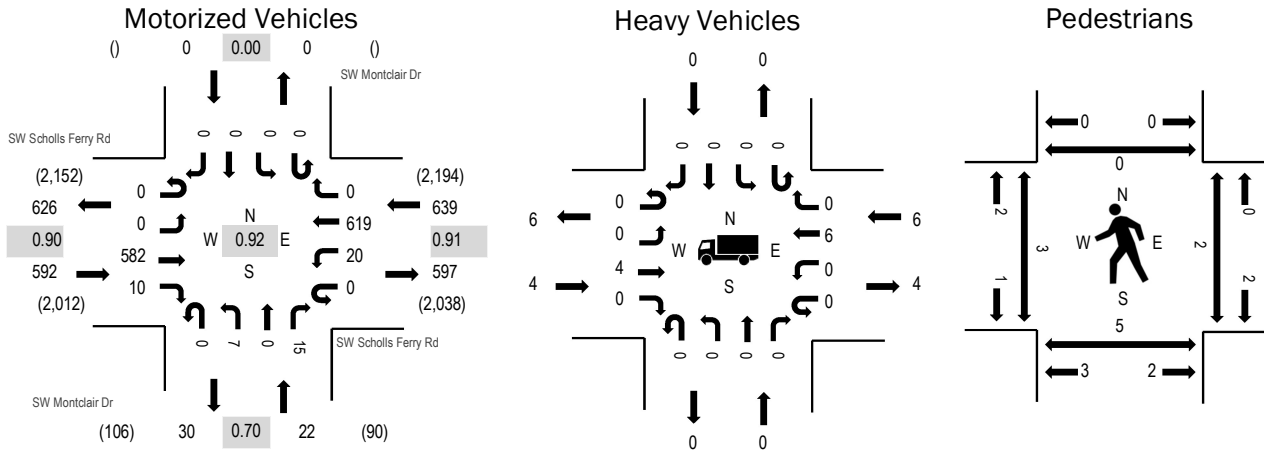 Motorized Vehicles
() 0 0.00 0 ()
SW Montclair Dr
SW Scholls Ferry Rd
0 0 0 0
(2,152) 0 0 (2,194)
626 0 619 639
N
0.90 W 0.92 E 0.91
S
592 582 20 597
(2,012) 10 0 (2,038)
0 7 0 15
SW Scholls Ferry Rd
SW Montclair Dr
(106) 30 0.70 22 (90)
Heavy Vehicles
0 0
0 0 0 0
0 0
6 0 6 6
N
W E
S
4 4 0 4
0 0
0 0 0 0
0 0
Pedestrians
0 0
0
N
2 3 W E 2 0
S
1 2
5
3 2